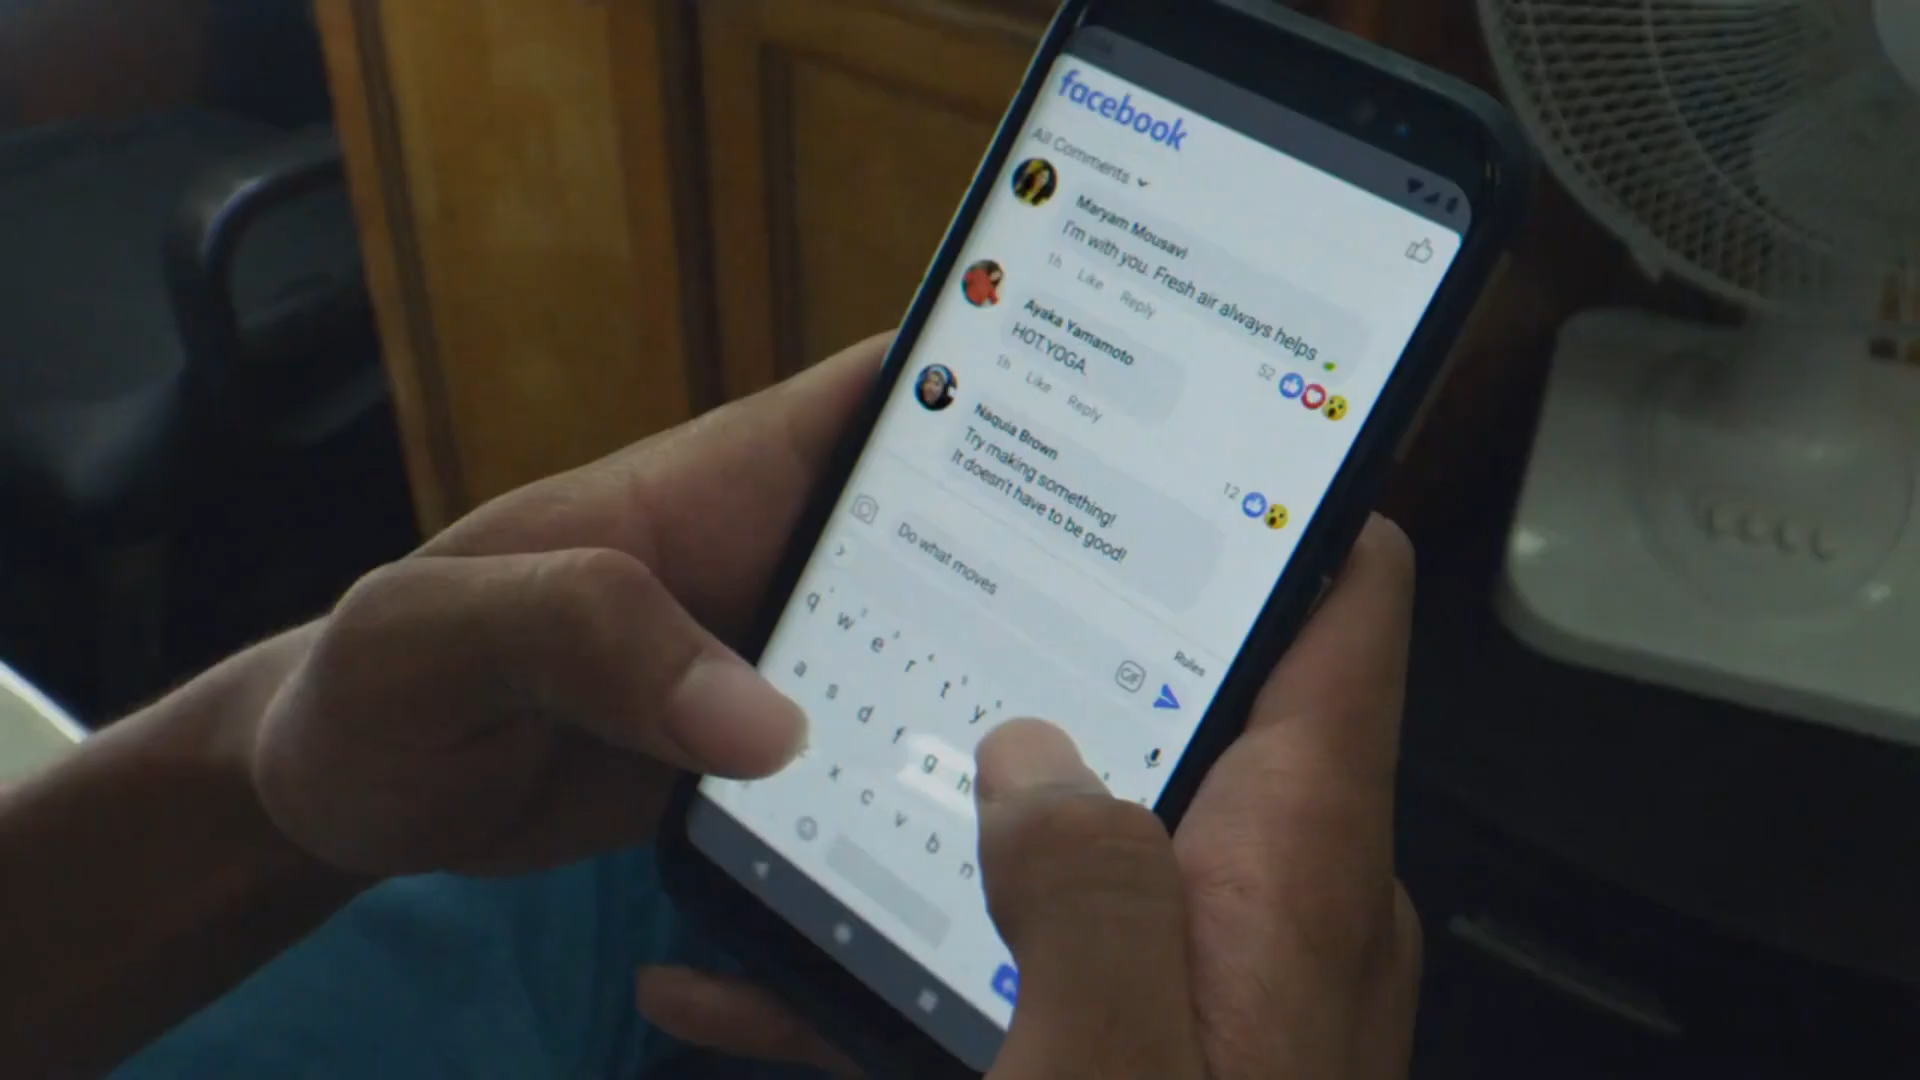 facebook
All Comments
Maryam Mousavi
I'm with you. Fresh air always helps
1h Like Reply
52
Ayaka Yamamoto
HOT.YOGA.
1h Like Reply
12
Naquia Brown
Try making something!
It doesn't have to be good!
Do what moves
GIF
Rules
q w e r t y
a s d f g h
x c v b n